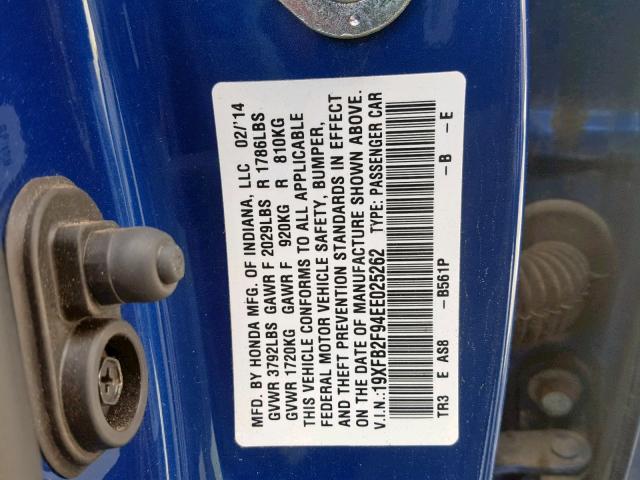 MFD. BY HONDA MFG. OF INDIANA, LLC 02/'14
GVWR 3792LBS GAWR F 2029LBS R 1786LBS
GVWR 1720KG GAWR F 920KG R 810KG
THIS VEHICLE CONFORMS TO ALL APPLICABLE
FEDERAL MOTOR VEHICLE SAFETY, BUMPER,
AND THEFT PREVENTION STANDARDS IN EFFECT
ON THE DATE OF MANUFACTURE SHOWN ABOVE.
V.I.N.:19XFB2F94EE025262 TYPE: PASSENGER CAR
TR3 E AS8 -B561P -B -E